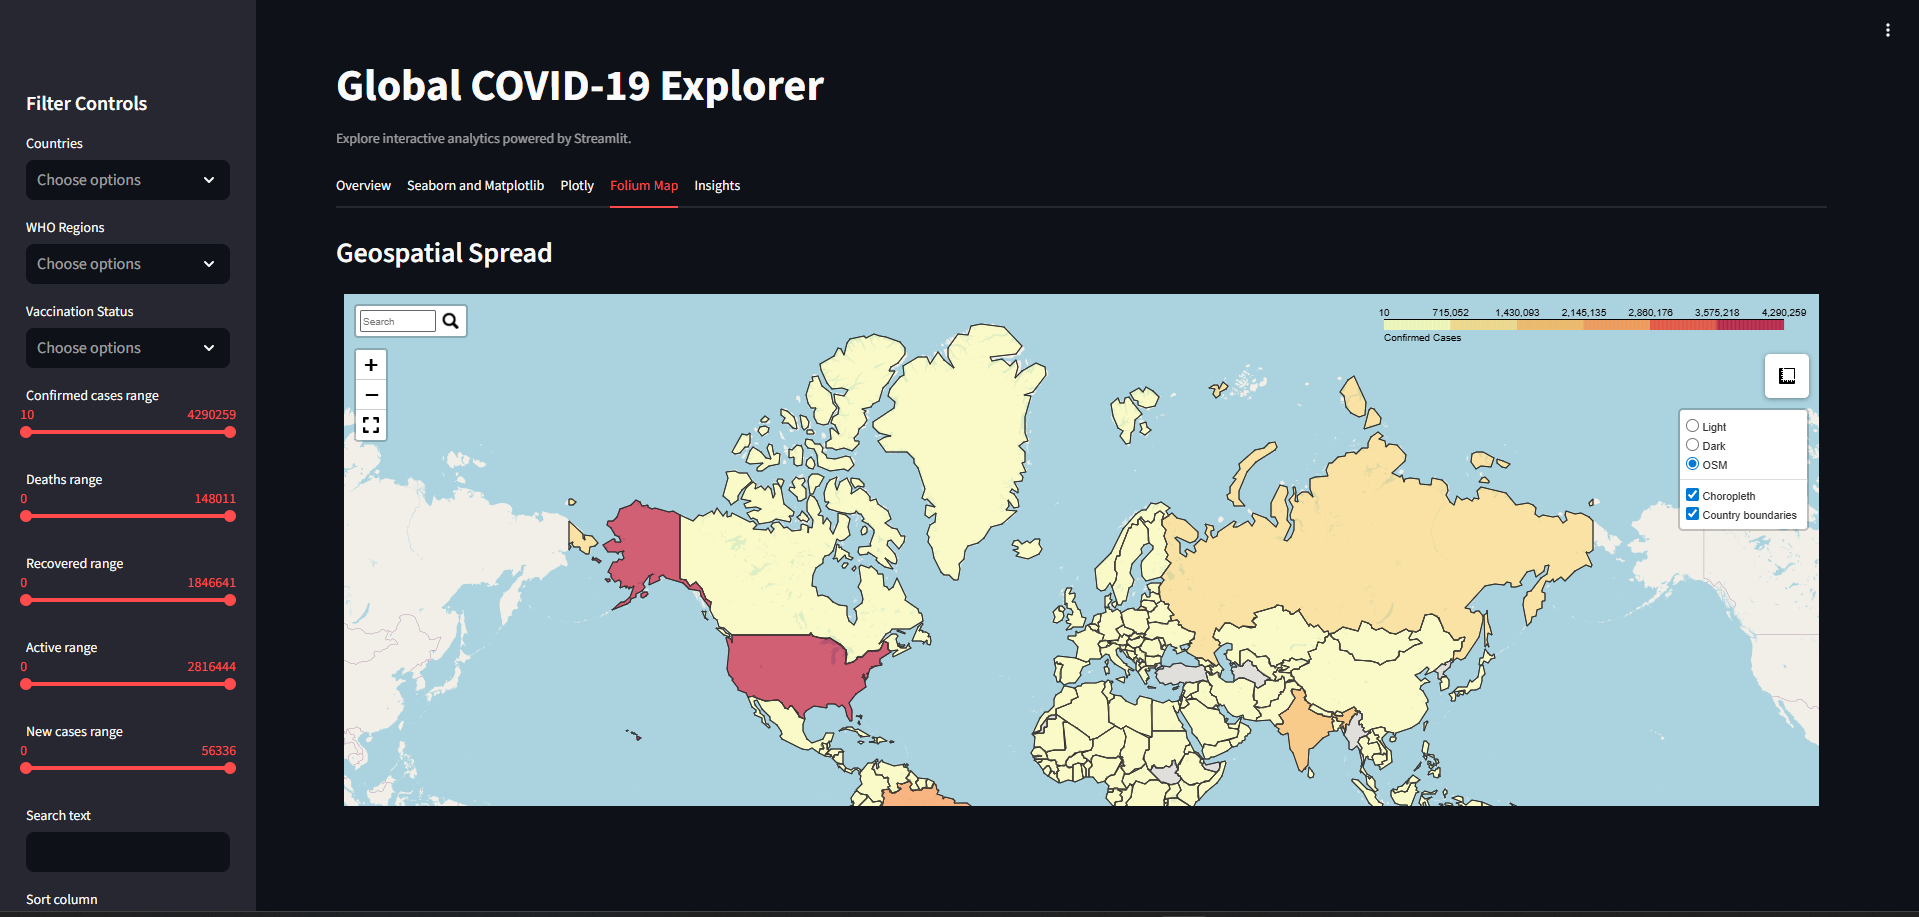 Filter Controls
Countries
Choose options
WHO Regions
Choose options
Vaccination Status
Choose options
Confirmed cases range
10 4290259
Deaths range
0 148011
Recovered range
0 1846641
Active range
0 2816444
New cases range
0 56336
Search text
Sort column
Global COVID-19 Explorer
Explore interactive analytics powered by Streamlit.
Overview Seaborn and Matplotlib Plotly Folium Map Insights
Geospatial Spread
Search
+
−
10 715,052 1,430,093 2,145,135 2,860,176 3,575,218 4,290,259
Confirmed Cases
Light
Dark
OSM
Choropleth
Country boundaries